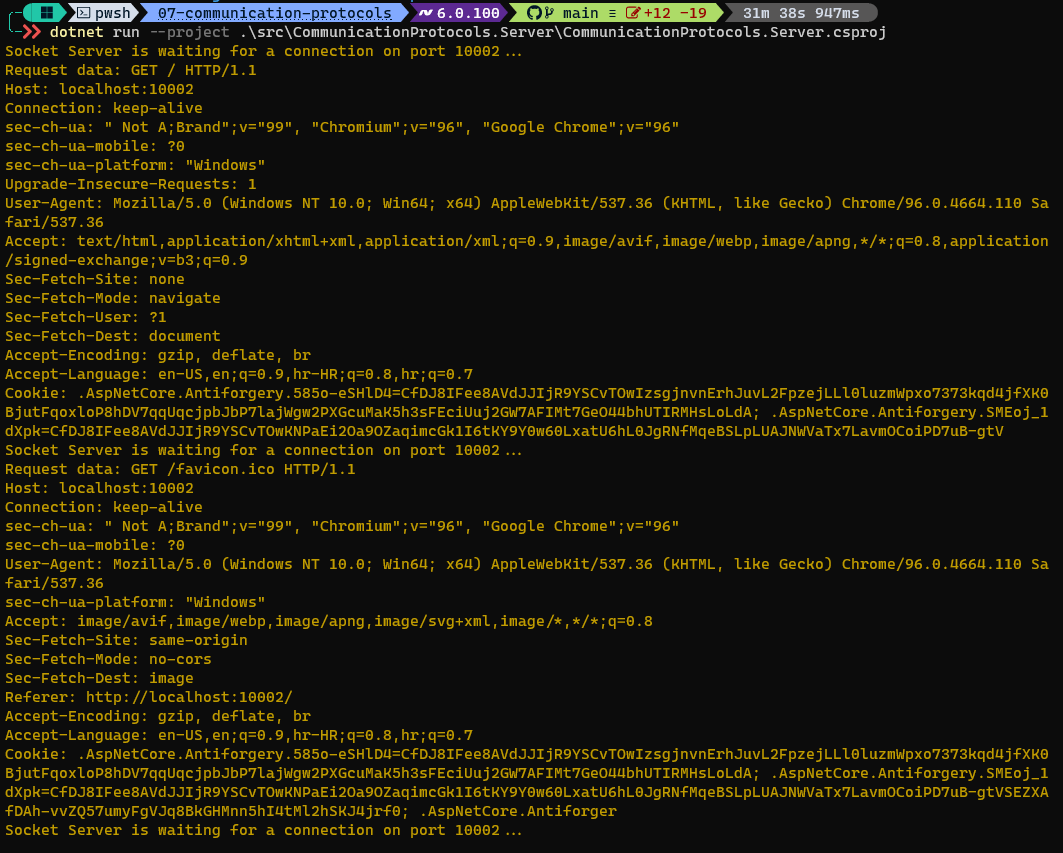 pwsh 07-communication-protocols 6.0.100 main ≡ +12 -19 31m 38s 947ms
dotnet run --project .\src\CommunicationProtocols.Server\CommunicationProtocols.Server.csproj
Socket Server is waiting for a connection on port 10002...
Request data: GET / HTTP/1.1
Host: localhost:10002
Connection: keep-alive
sec-ch-ua: " Not A;Brand";v="99", "Chromium";v="96", "Google Chrome";v="96"
sec-ch-ua-mobile: ?0
sec-ch-ua-platform: "Windows"
Upgrade-Insecure-Requests: 1
User-Agent: Mozilla/5.0 (Windows NT 10.0; Win64; x64) AppleWebKit/537.36 (KHTML, like Gecko) Chrome/96.0.4664.110 Sa
fari/537.36
Accept: text/html,application/xhtml+xml,application/xml;q=0.9,image/avif,image/webp,image/apng,*/*;q=0.8,application
/signed-exchange;v=b3;q=0.9
Sec-Fetch-Site: none
Sec-Fetch-Mode: navigate
Sec-Fetch-User: ?1
Sec-Fetch-Dest: document
Accept-Encoding: gzip, deflate, br
Accept-Language: en-US,en;q=0.9,hr-HR;q=0.8,hr;q=0.7
Cookie: .AspNetCore.Antiforgery.585o-eSHlD4=CfDJ8IFee8AVdJJIjR9YSCvTOwIzsgjnvnErhJuvL2FpzejLLl0luzmWpxo7373kqd4jfXK0
BjutFqoxloP8hDV7qqUqcjpbJbP7lajWgw2PXGcuMaK5h3sFEciUuj2GW7AFIMt7GeO44bhUTIRMHsLoLdA; .AspNetCore.Antiforgery.SMEoj_1
dXpk=CfDJ8IFee8AVdJJIjR9YSCvTOwKNPaEi2Oa9OZaqimcGk1I6tKY9Y0w60LxatU6hL0JgRNfMqeBSLpLUAJNWVaTx7LavmOCoiPD7uB-gtV
Socket Server is waiting for a connection on port 10002...
Request data: GET /favicon.ico HTTP/1.1
Host: localhost:10002
Connection: keep-alive
sec-ch-ua: " Not A;Brand";v="99", "Chromium";v="96", "Google Chrome";v="96"
sec-ch-ua-mobile: ?0
User-Agent: Mozilla/5.0 (Windows NT 10.0; Win64; x64) AppleWebKit/537.36 (KHTML, like Gecko) Chrome/96.0.4664.110 Sa
fari/537.36
sec-ch-ua-platform: "Windows"
Accept: image/avif,image/webp,image/apng,image/svg+xml,image/*,*/*;q=0.8
Sec-Fetch-Site: same-origin
Sec-Fetch-Mode: no-cors
Sec-Fetch-Dest: image
Referer: http://localhost:10002/
Accept-Encoding: gzip, deflate, br
Accept-Language: en-US,en;q=0.9,hr-HR;q=0.8,hr;q=0.7
Cookie: .AspNetCore.Antiforgery.585o-eSHlD4=CfDJ8IFee8AVdJJIjR9YSCvTOwIzsgjnvnErhJuvL2FpzejLLl0luzmWpxo7373kqd4jfXK0
BjutFqoxloP8hDV7qqUqcjpbJbP7lajWgw2PXGcuMaK5h3sFEciUuj2GW7AFIMt7GeO44bhUTIRMHsLoLdA; .AspNetCore.Antiforgery.SMEoj_1
dXpk=CfDJ8IFee8AVdJJIjR9YSCvTOwKNPaEi2Oa9OZaqimcGk1I6tKY9Y0w60LxatU6hL0JgRNfMqeBSLpLUAJNWVaTx7LavmOCoiPD7uB-gtVSEZXA
fDAh-vvZQ57umyFgVJq8BkGHMnn5hI4tMl2hSKJ4jrf0; .AspNetCore.Antiforger
Socket Server is waiting for a connection on port 10002...